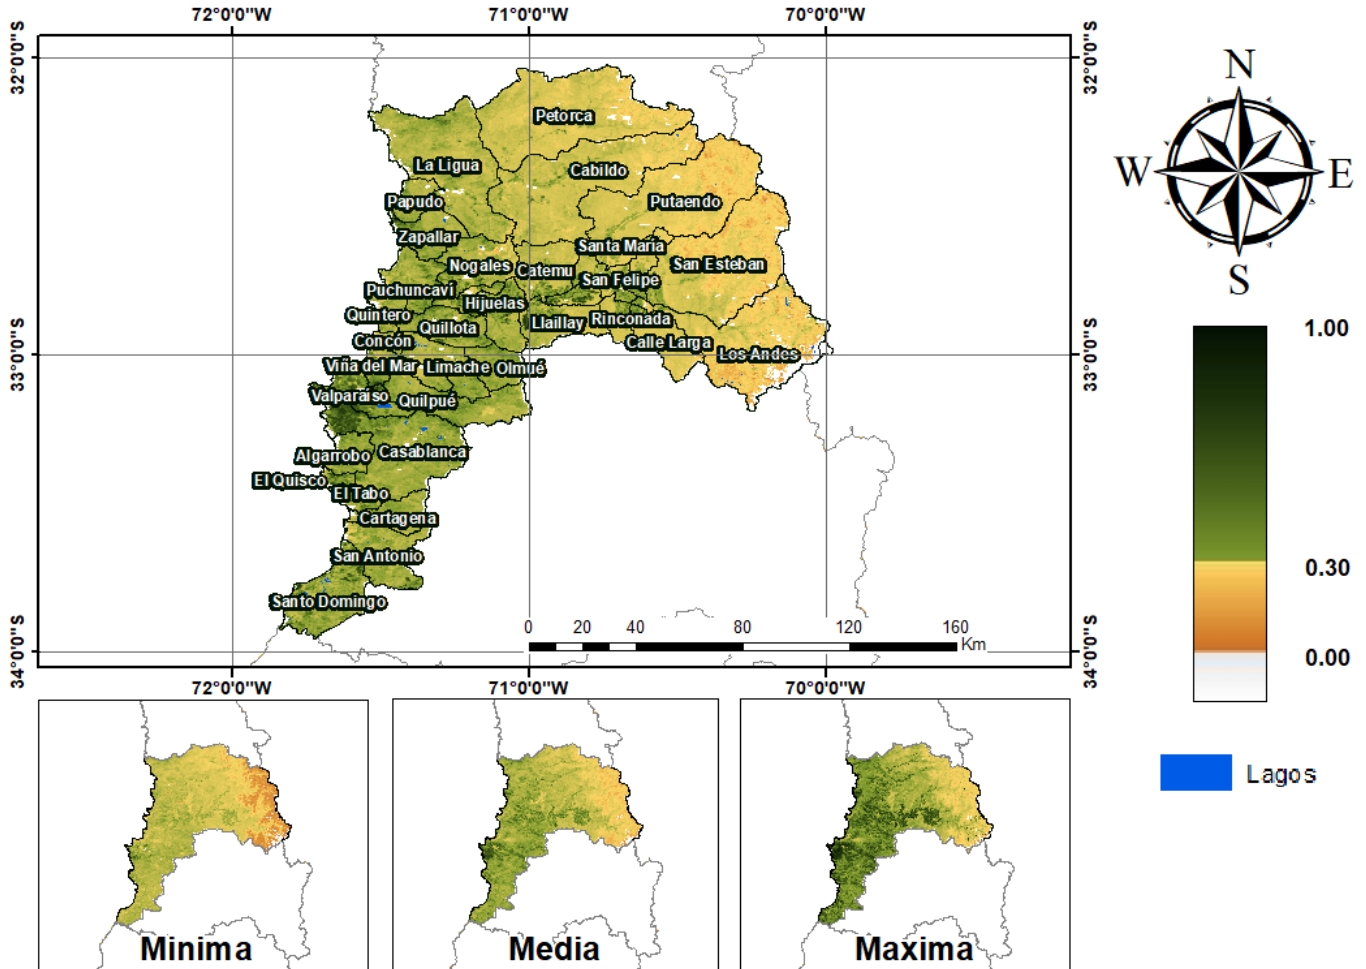 72°0'0"W 71°0'0"W 70°0'0"W
32°0'0"S 32°0'0"S
N
W E
S
Petorca
La Ligua
Cabildo
Papudo
Putaendo
Zapallar
Santa Maria
Nogales
Catemu
San Esteban
San Felipe
Puchuncaví
Hijuelas
Quintero
Quillota
Llaillay
Rinconada
Concón
Calle Larga
Los Andes
33°0'0"S 33°0'0"S
Viña del Mar
Limache
Olmué
Valparaíso
Quilpué
Algarrobo
Casablanca
El Quisco
El Tabo
Cartagena
San Antonio
Santo Domingo
0 20 40 80 120 160
Km
34°0'0"S 34°0'0"S
72°0'0"W 71°0'0"W 70°0'0"W
1.00
0.30
0.00
Lagos
Minima
Media
Maxima